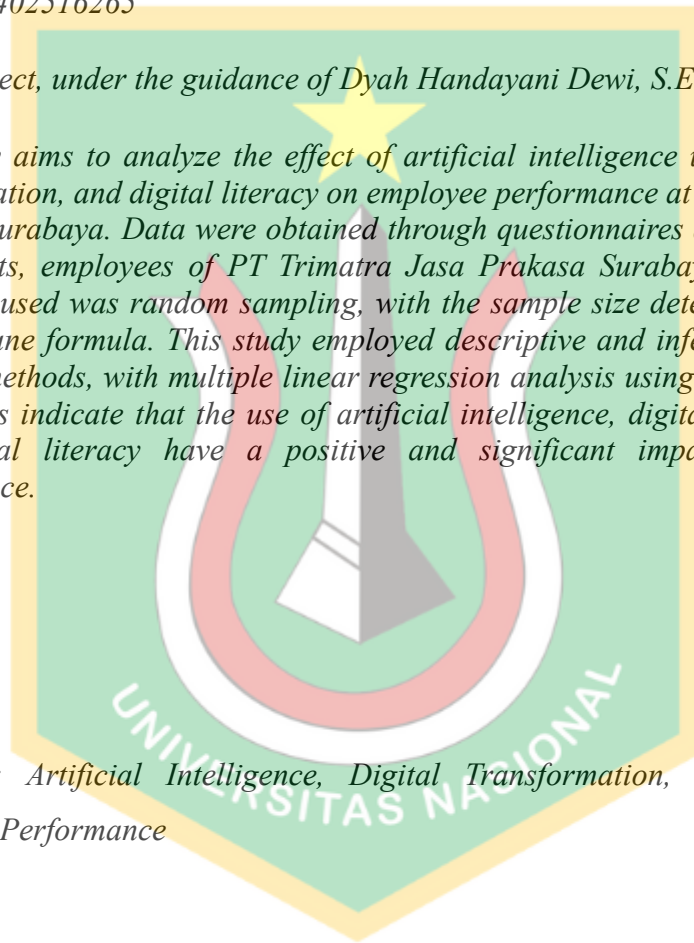 402516265
ect, under the guidance of Dyah Handayani Dewi, S.E
aims to analyze the effect of artificial intelligence
ation, and digital literacy on employee performance at
urabaya. Data were obtained through questionnaires
ts, employees of PT Trimatra Jasa Prakasa Surabay
used was random sampling, with the sample size dete
ne formula. This study employed descriptive and infe
nethods, with multiple linear regression analysis using
s indicate that the use of artificial intelligence, digita
al literacy have a positive and significant impa
ce.
Artificial Intelligence, Digital Transformation,
Performance
UNIVERSITAS NASIONAL